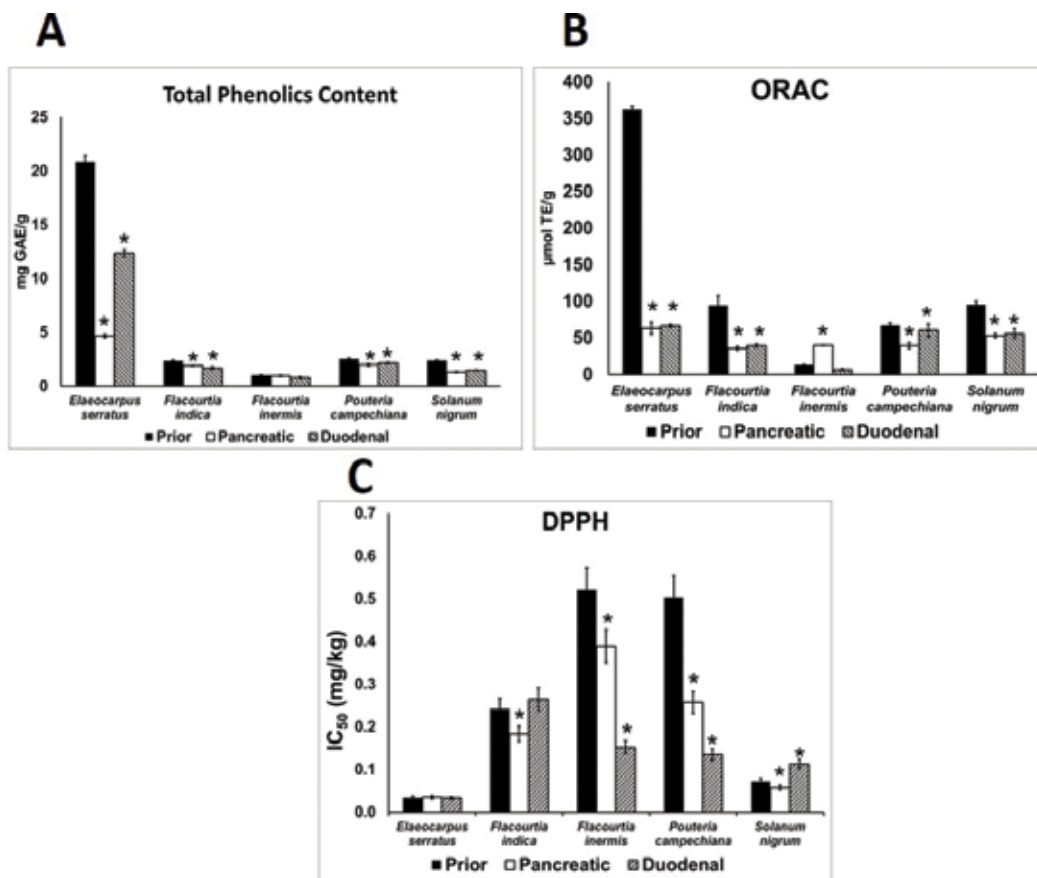 A
Total Phenolics Content
25
20
15
10
5
0
mg GAE/g
*
*
* *
* *
* *
Elaeocarpus serratus
Flacourtia indica
Flacourtia inermis
Pouteria campechiana
Solanum nigrum
Prior Pancreatic Duodenal
B
ORAC
400
350
300
250
200
150
100
50
0
µmol TE/g
* *
* *
*
* *
* *
Elaeocarpus serratus
Flacourtia indica
Flacourtia inermis
Pouteria campechiana
Solanum nigrum
Prior Pancreatic Duodenal
C
DPPH
0.7
0.6
0.5
0.4
0.3
0.2
0.1
0.0
IC50 (mg/kg)
*
*
*
*
*
* *
Elaeocarpus serratus
Flacourtia indica
Flacourtia inermis
Pouteria campechiana
Solanum nigrum
Prior Pancreatic Duodenal